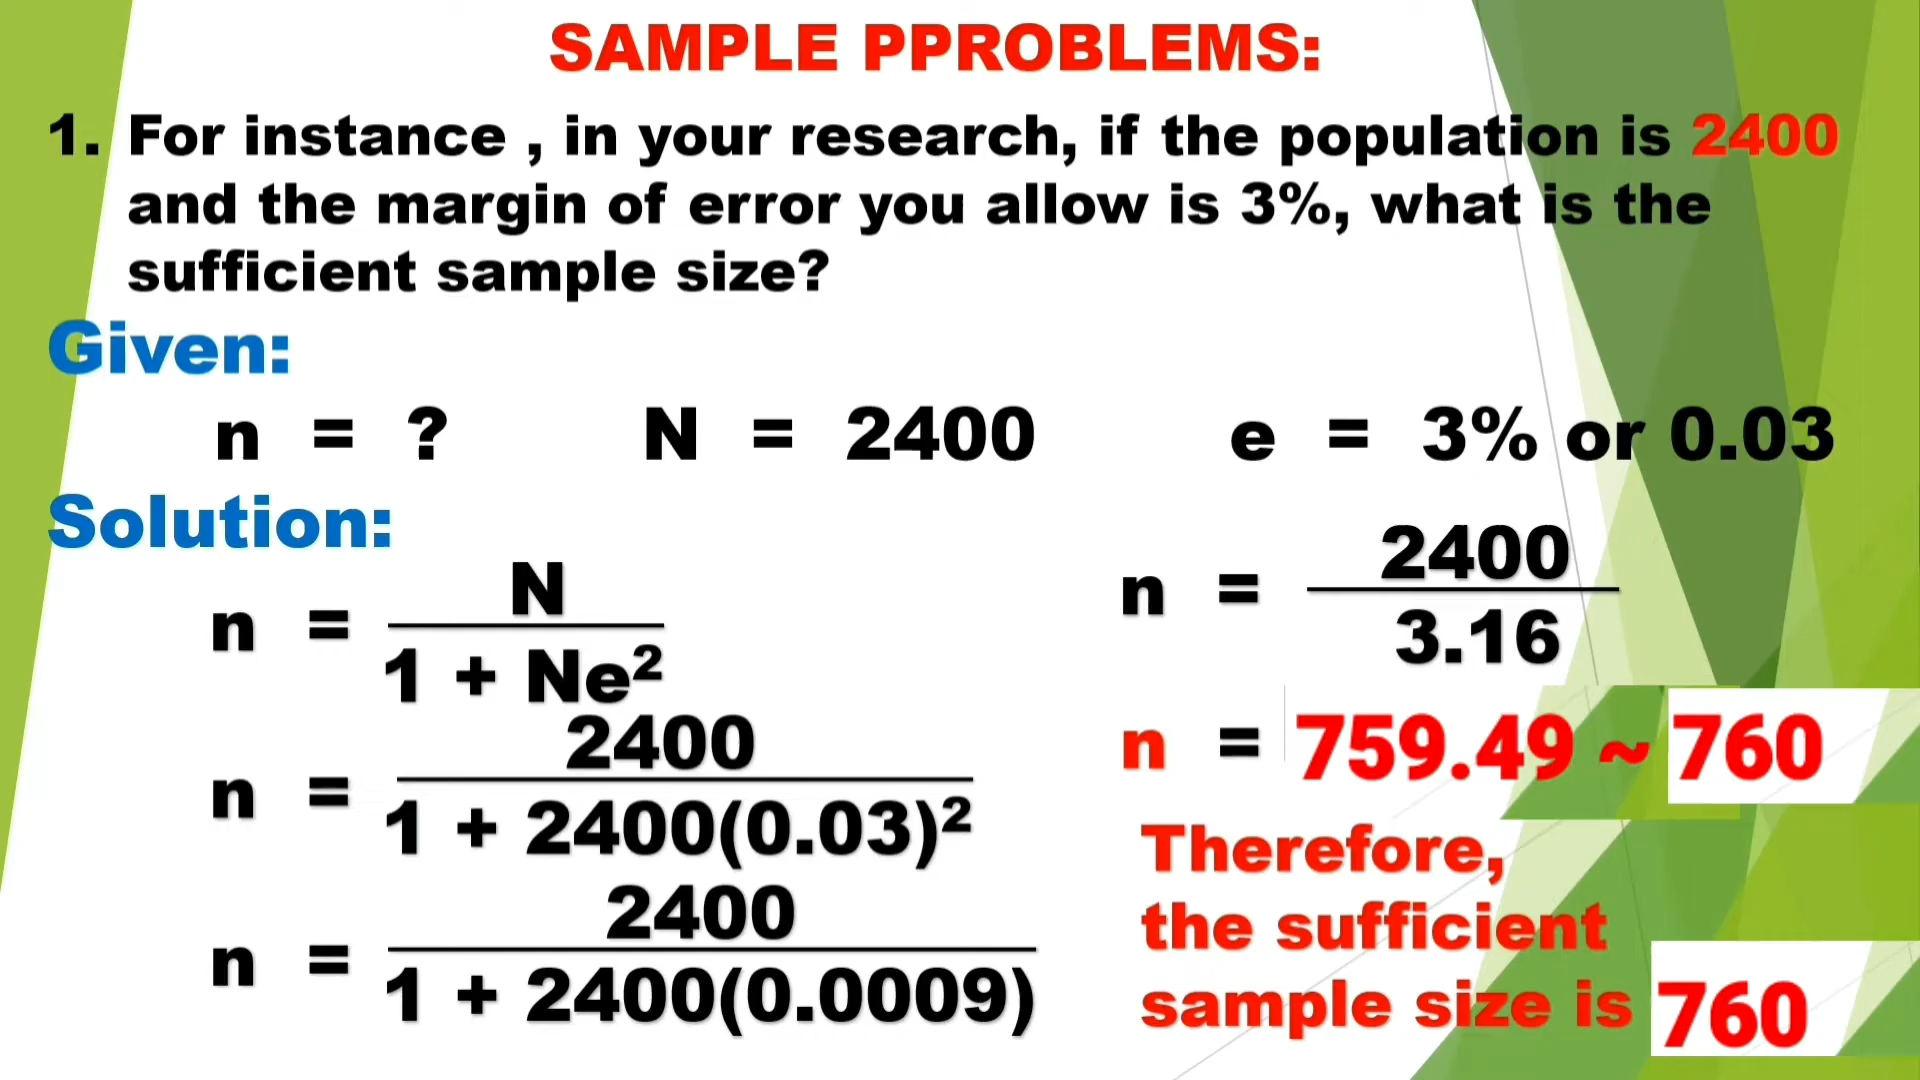 SAMPLE PPROBLEMS:
1. For instance , in your research, if the population is 2400
and the margin of error you allow is 3%, what is the
sufficient sample size?
Given:
n = ? N = 2400 e = 3% or 0.03
Solution:
n = N
1 + Ne²
n = 2400
1 + 2400(0.03)²
n = 2400
1 + 2400(0.0009)
n = 2400
3.16
n = 759.49 ~ 760
Therefore,
the sufficient
sample size is 760